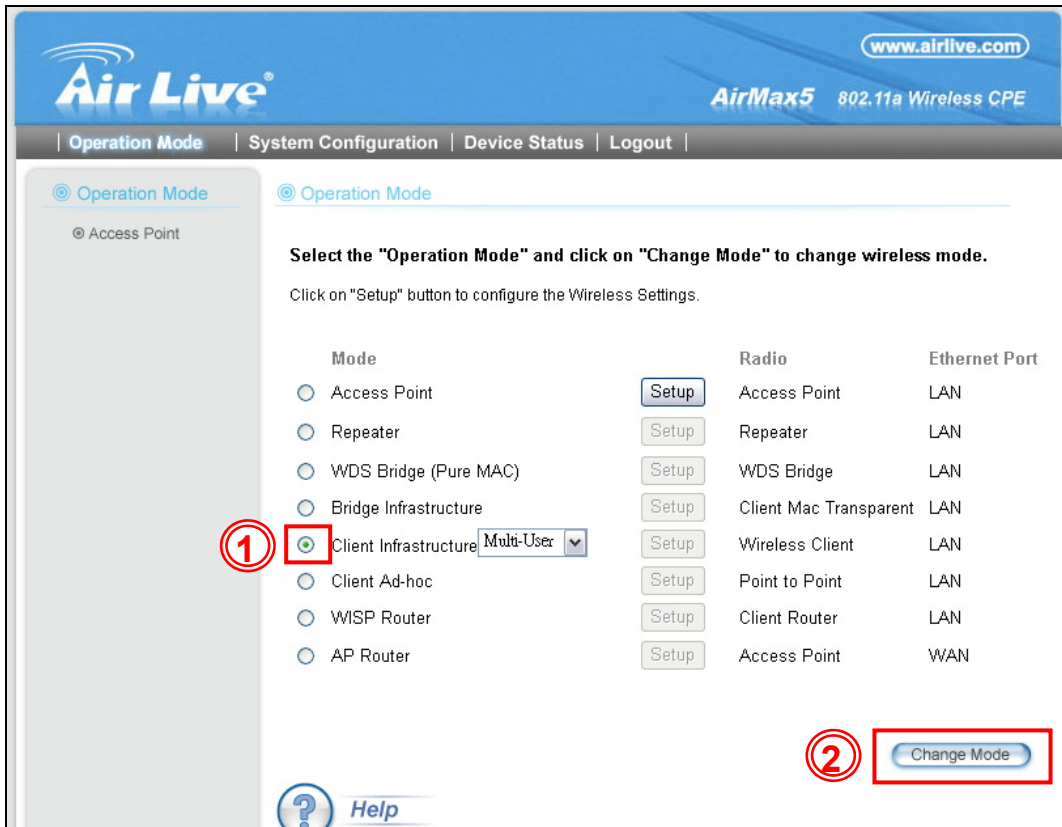 www.airlive.com
Air Live®
AirMax5 802.11a Wireless CPE
| Operation Mode | System Configuration | Device Status | Logout |
Operation Mode
Access Point
Operation Mode
Select the "Operation Mode" and click on "Change Mode" to change wireless mode.
Click on "Setup" button to configure the Wireless Settings.
Mode Radio Ethernet Port
Access Point Setup Access Point LAN
Repeater Setup Repeater LAN
WDS Bridge (Pure MAC) Setup WDS Bridge LAN
Bridge Infrastructure Setup Client Mac Transparent LAN
1 Client Infrastructure Multi-User Setup Wireless Client LAN
Client Ad-hoc Setup Point to Point LAN
WISP Router Setup Client Router LAN
AP Router Setup Access Point WAN
2 Change Mode
? Help